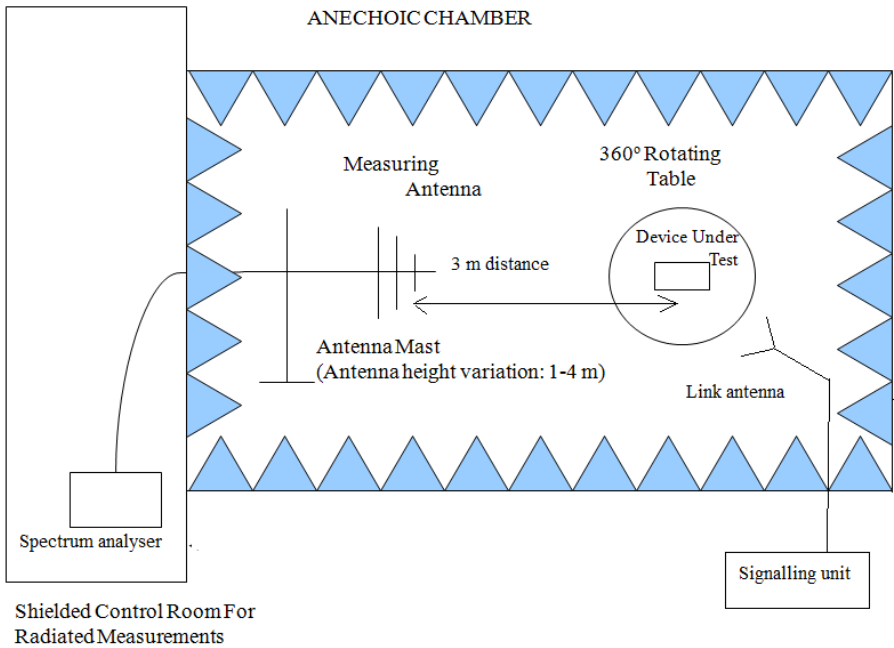 ANECHOIC CHAMBER
Measuring
Antenna
360º Rotating
Table
Device Under
Test
3 m distance
Antenna Mast
(Antenna height variation: 1-4 m)
Link antenna
Spectrum analyser
Signalling unit
Shielded Control Room For
Radiated Measurements